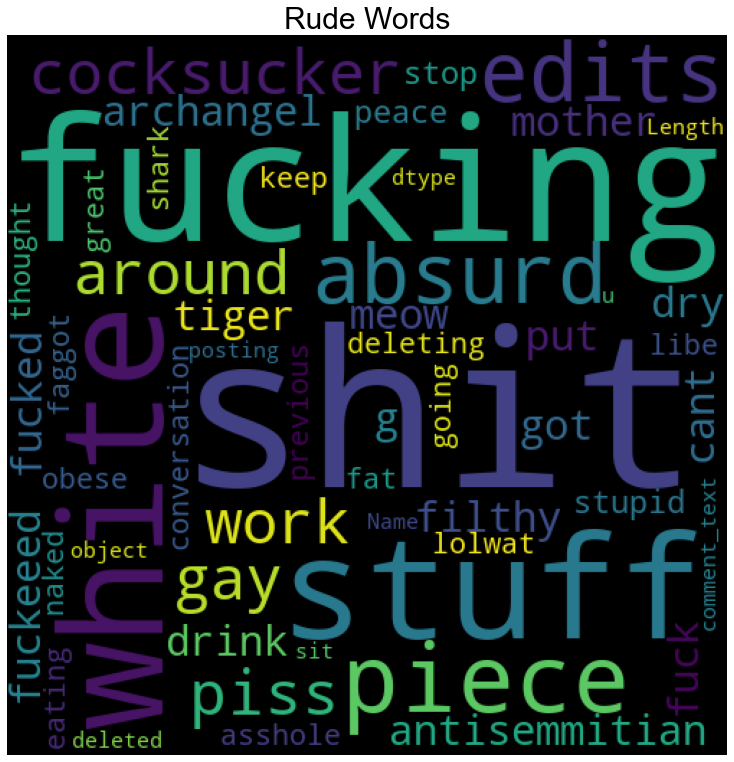 Rude Words
cocksucker
stop
edits
archangel
peace
mother
Length
fucking
shark
great
keep
dtype
thought
around
absurd
u
dry
tiger
meow
put
libe
deleting
posting
faggot
fucked
white
shit
conversation
previous
going
g
got
cant
obese
fat
stupid
work
Name
filthy
lolwat
comment_text
fuckeeed
naked
object
gay
stuff
drink
sit
piss
piece
fuck
eating
deleted
asshole
antisemmitian